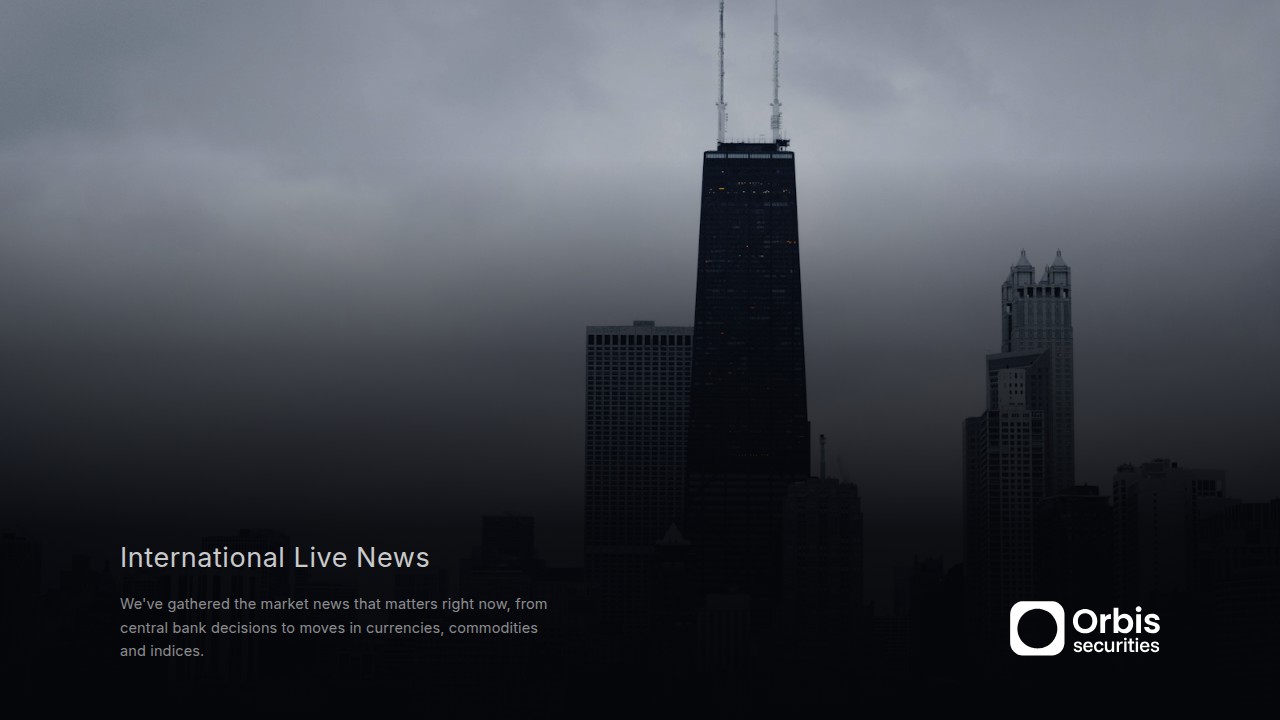 International Live News
We've gathered the market news that matters right now, from
central bank decisions to moves in currencies, commodities
and indices.
Orbis
securities